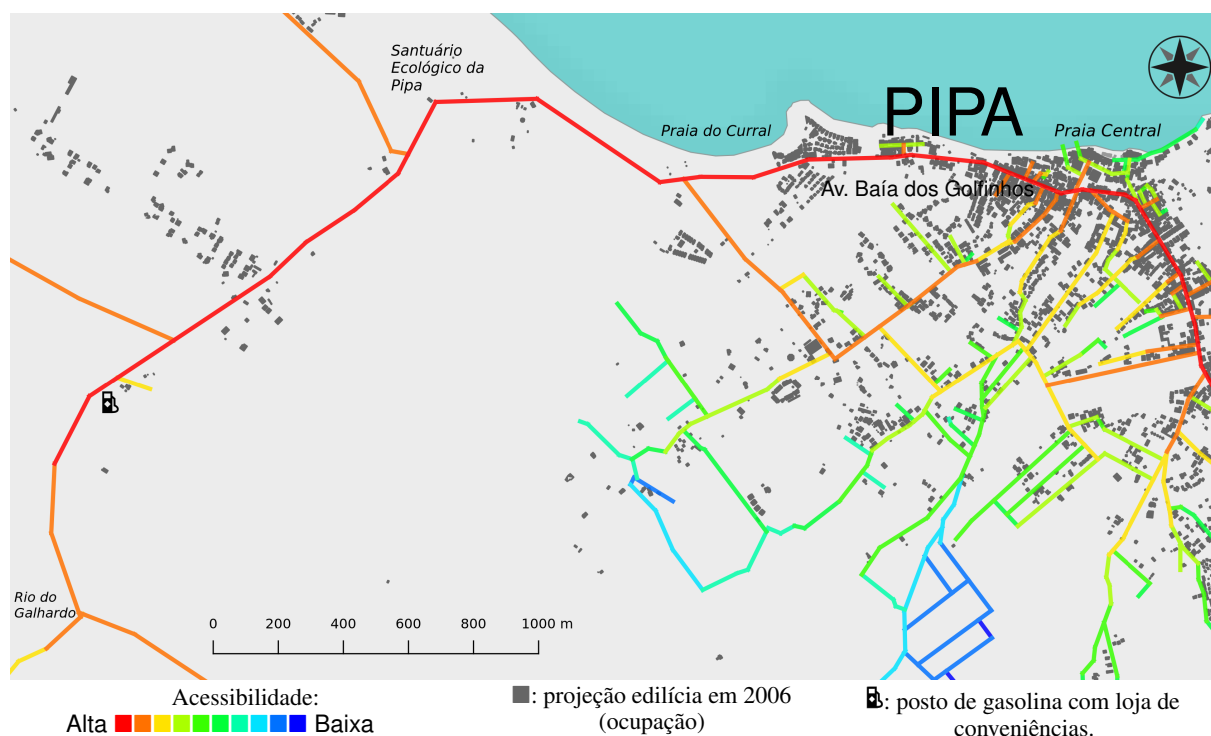 Santuário
Ecológico da
Pipa
PIPA
Praia do Curral
Praia Central
Av. Baía dos Golfinhos
Rio do
Galhardo
0 200 400 600 800 1000 m
Acessibilidade:
Alta Baixa
: projeção edilícia em 2006
(ocupação)
: posto de gasolina com loja de
conveniências.